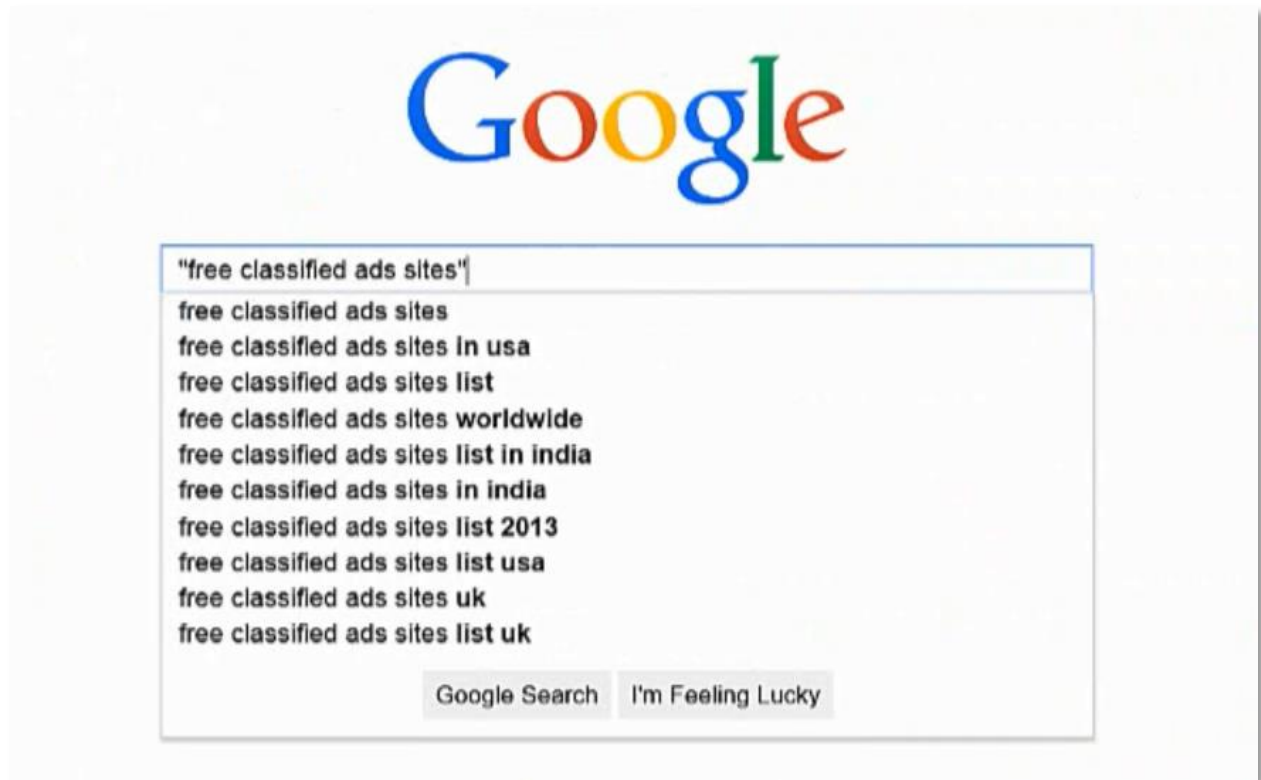 Google
"free classified ads sites"
free classified ads sites
free classified ads sites in usa
free classified ads sites list
free classified ads sites worldwide
free classified ads sites list in india
free classified ads sites in india
free classified ads sites list 2013
free classified ads sites list usa
free classified ads sites uk
free classified ads sites list uk
Google Search I'm Feeling Lucky